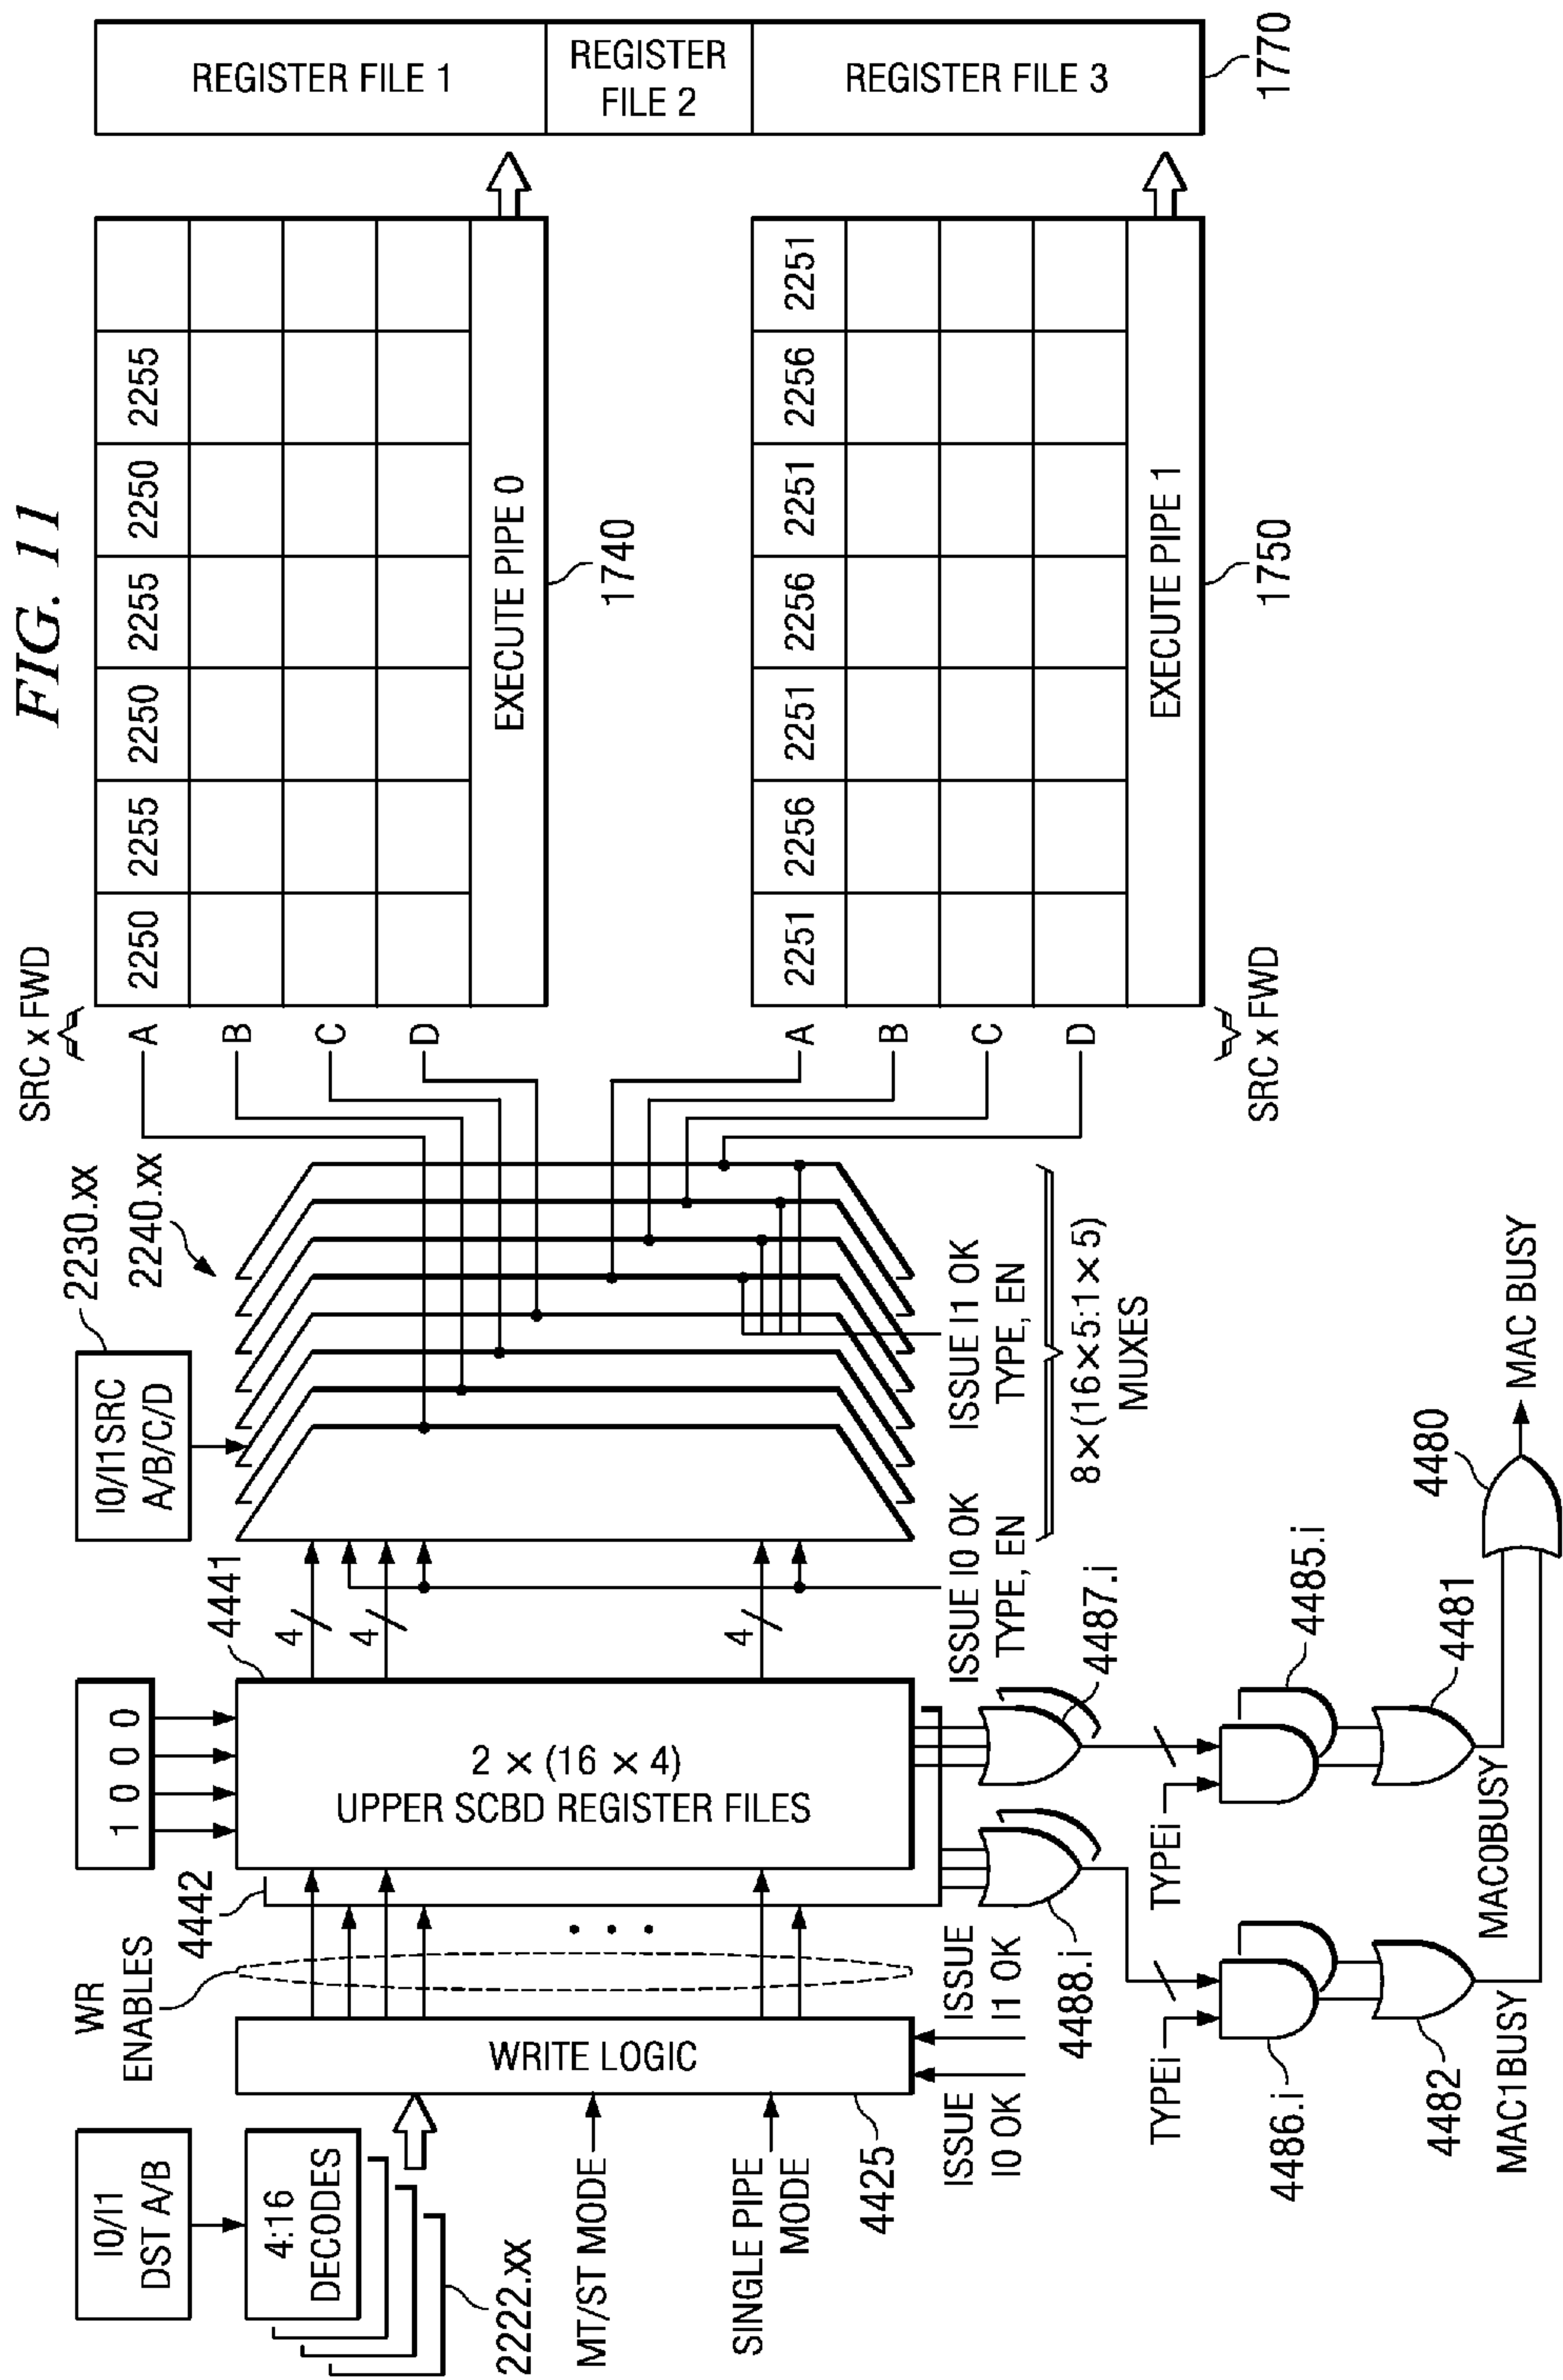 FIG. 11
I0/I1
DST A/B
4:16
DECODES
2222.xx
MT/ST MODE
SINGLE PIPE
MODE
4425
WR
ENABLES
WRITE LOGIC
ISSUE
I0 OK
ISSUE
I1 OK
4442
1 0 0 0
4441
2 × (16 × 4)
UPPER SCBD REGISTER FILES
4
4
4
2230.xx
2240.xx
I0/I1SRC
A/B/C/D
ISSUE I0 OK
TYPE, EN
ISSUE I1 OK
TYPE, EN
8×(16×5:1×5)
MUXES
4488.i
4487.i
TYPEi
TYPEi
4486.i
4485.i
4482
4481
MAC1BUSY
MAC0BUSY
4480
MAC BUSY
SRC x FWD
A
B
C
D
2250
2255
2250
2255
2250
2255
EXECUTE PIPE 0
1740
A
B
C
D
SRC x FWD
2251
2256
2251
2256
2251
2256
2251
EXECUTE PIPE 1
1750
REGISTER FILE 1
REGISTER
FILE 2
REGISTER FILE 3
1770